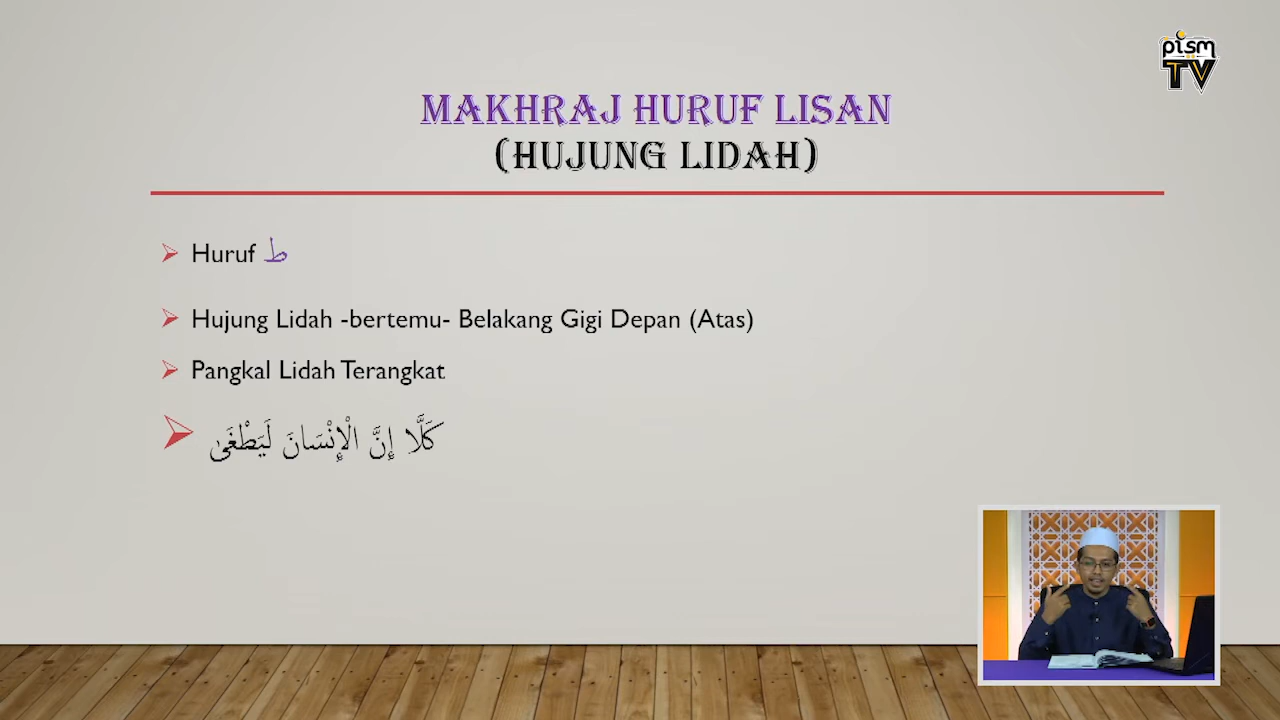 pism
TV
MAKHRAJ HURUF LISAN
(HUJUNG LIDAH)
Huruf ط
Hujung Lidah -bertemu- Belakang Gigi Depan (Atas)
Pangkal Lidah Terangkat
كَلَّا إِنَّ الْإِنْسَانَ لَيَطْغَىٰ